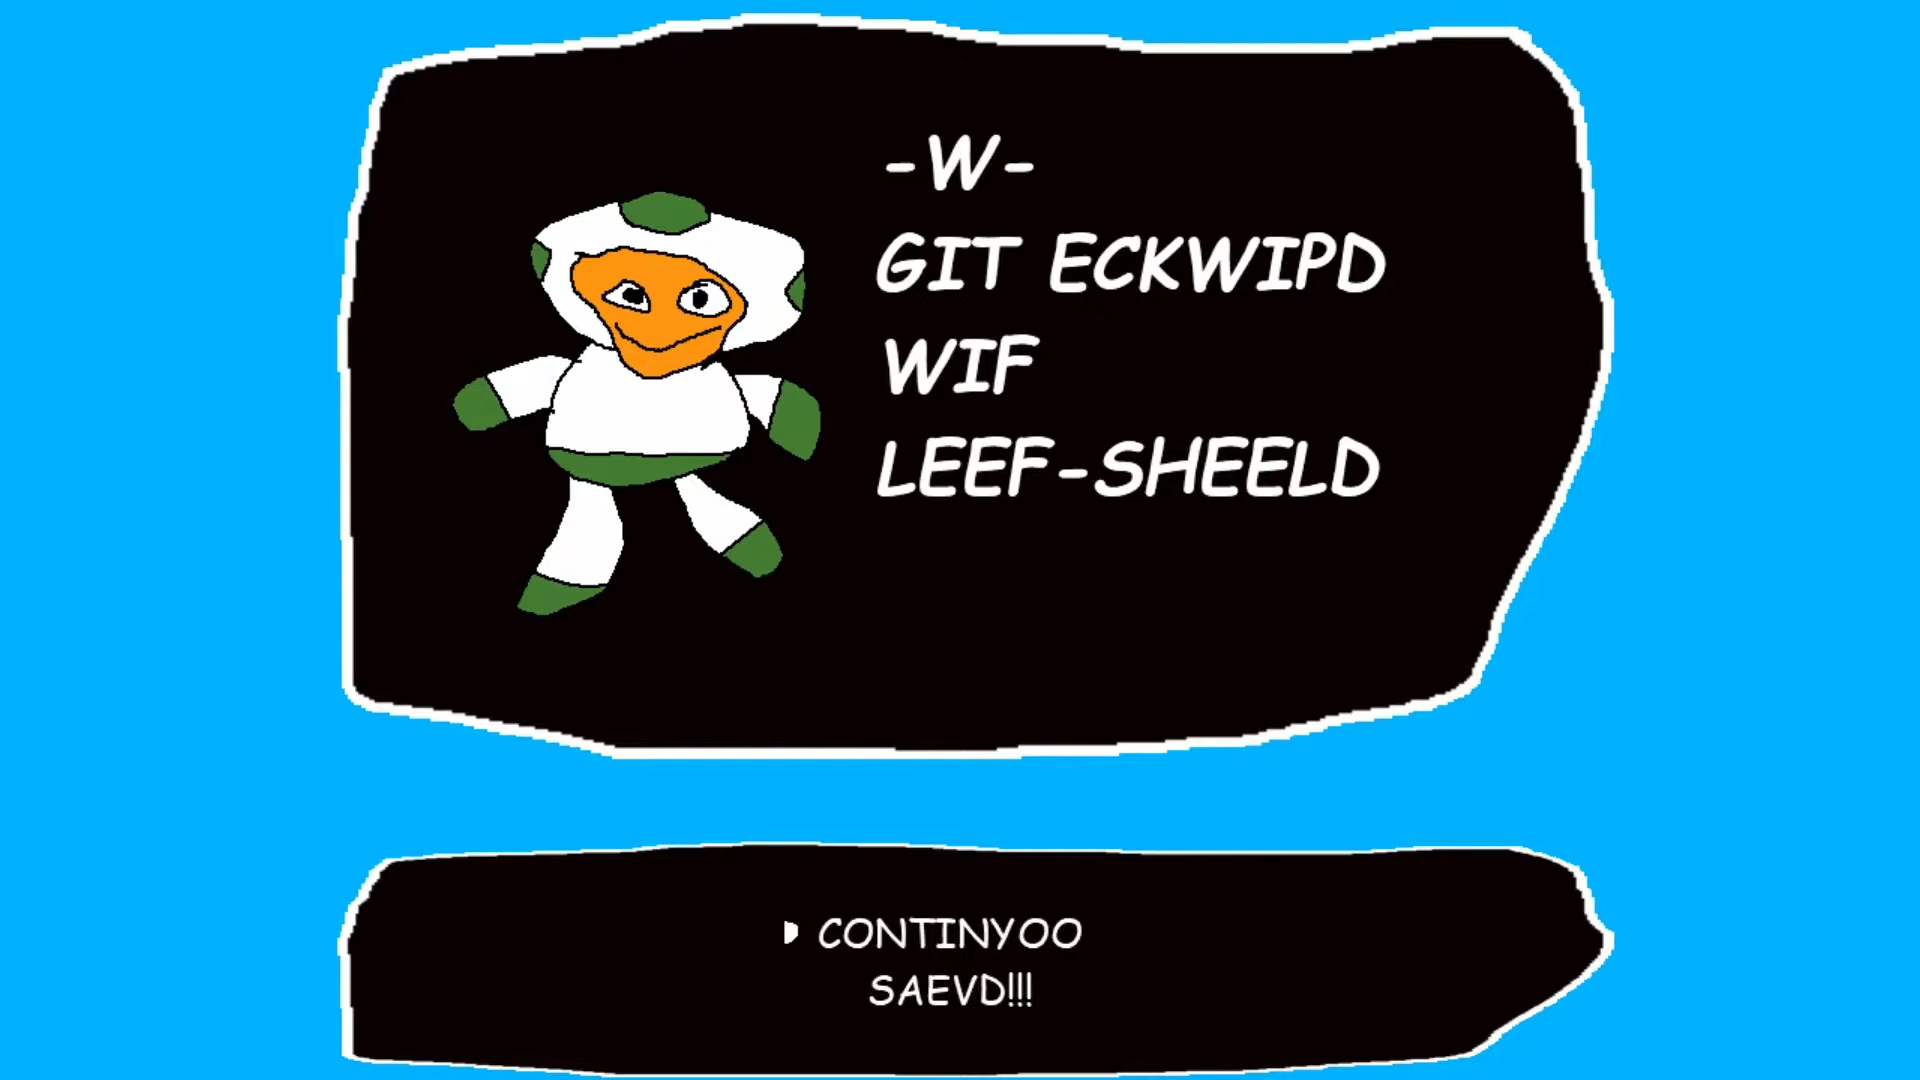 -W-
GIT ECKWIPD
WIF
LEEF-SHEELD
CONTINYOO
SAEVD!!!